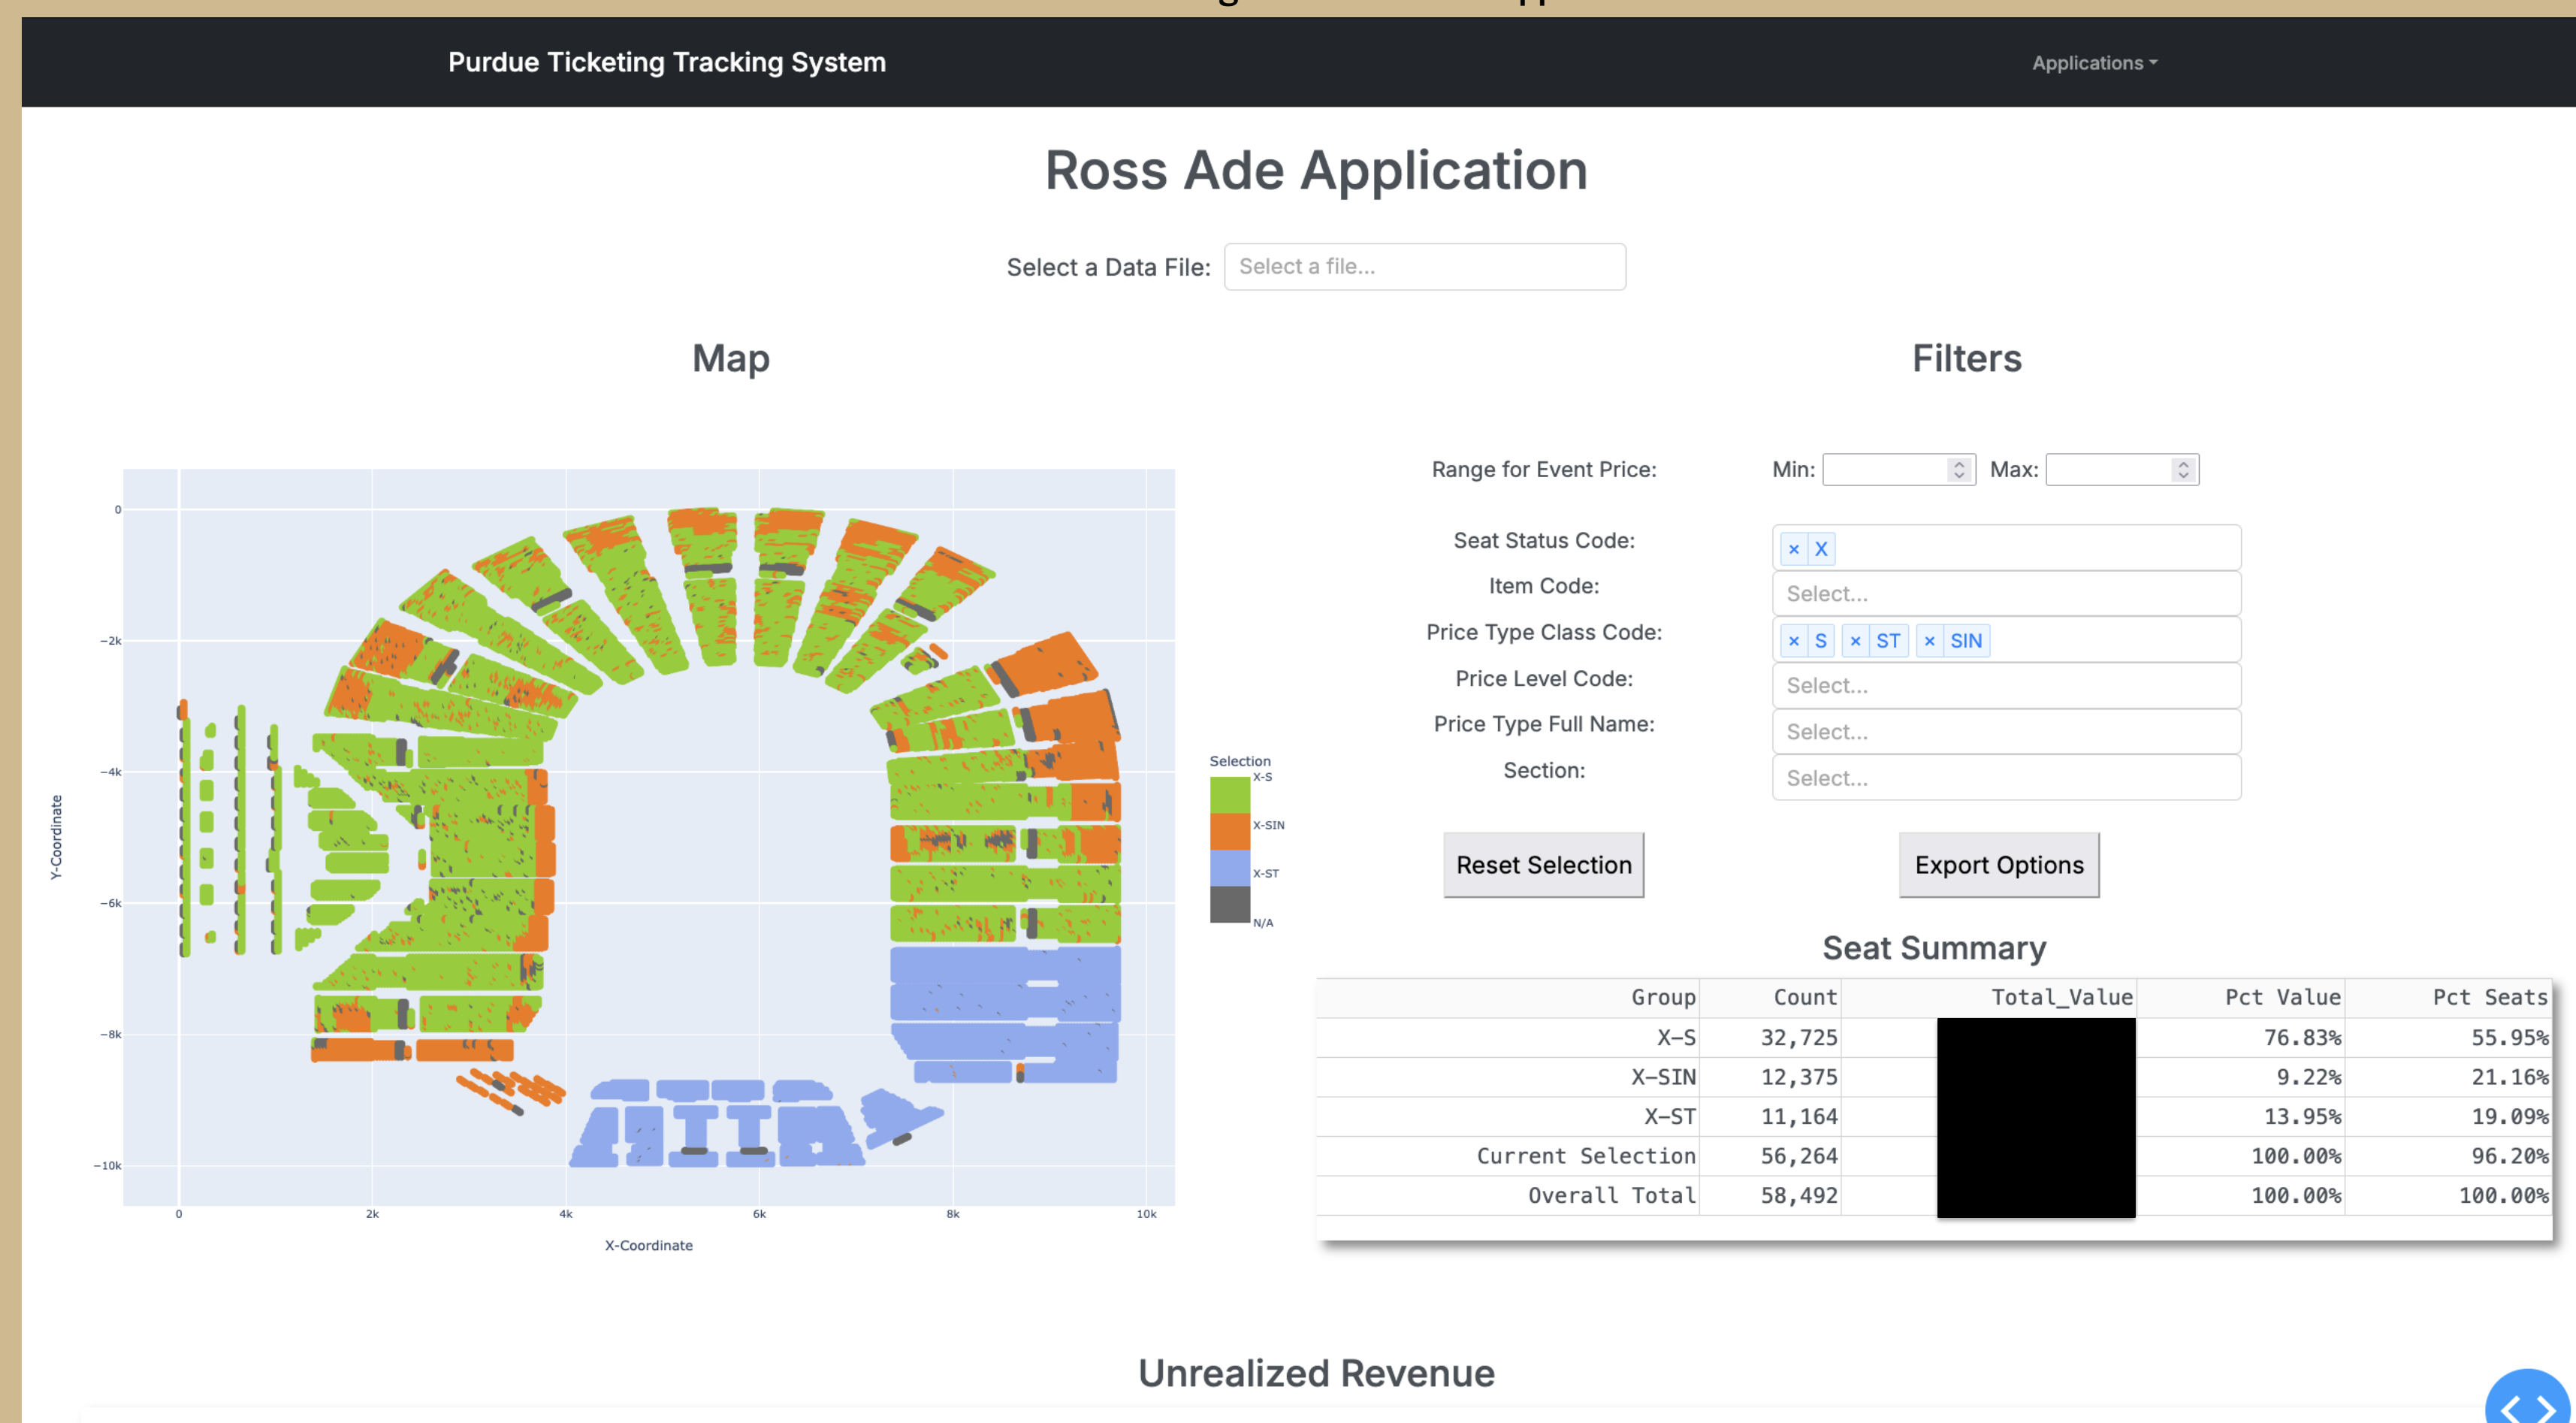 Purdue Ticketing Tracking System
Applications
Ross Ade Application
Select a Data File: Select a file...
Map
Filters
Range for Event Price: Min: Max:
Seat Status Code: × X
Item Code: Select...
Price Type Class Code: × S × ST × SIN
Price Level Code: Select...
Price Type Full Name: Select...
Section: Select...
Reset Selection
Export Options
0
−2k
−4k
−6k
−8k
−10k
Y-Coordinate
0 2k 4k 6k 8k 10k
X-Coordinate
Selection
X-S
X-SIN
X-ST
N/A
Seat Summary
Group Count Total_Value Pct Value Pct Seats
X-S 32,725 76.83% 55.95%
X-SIN 12,375 9.22% 21.16%
X-ST 11,164 13.95% 19.09%
Current Selection 56,264 100.00% 96.20%
Overall Total 58,492 100.00% 100.00%
Unrealized Revenue